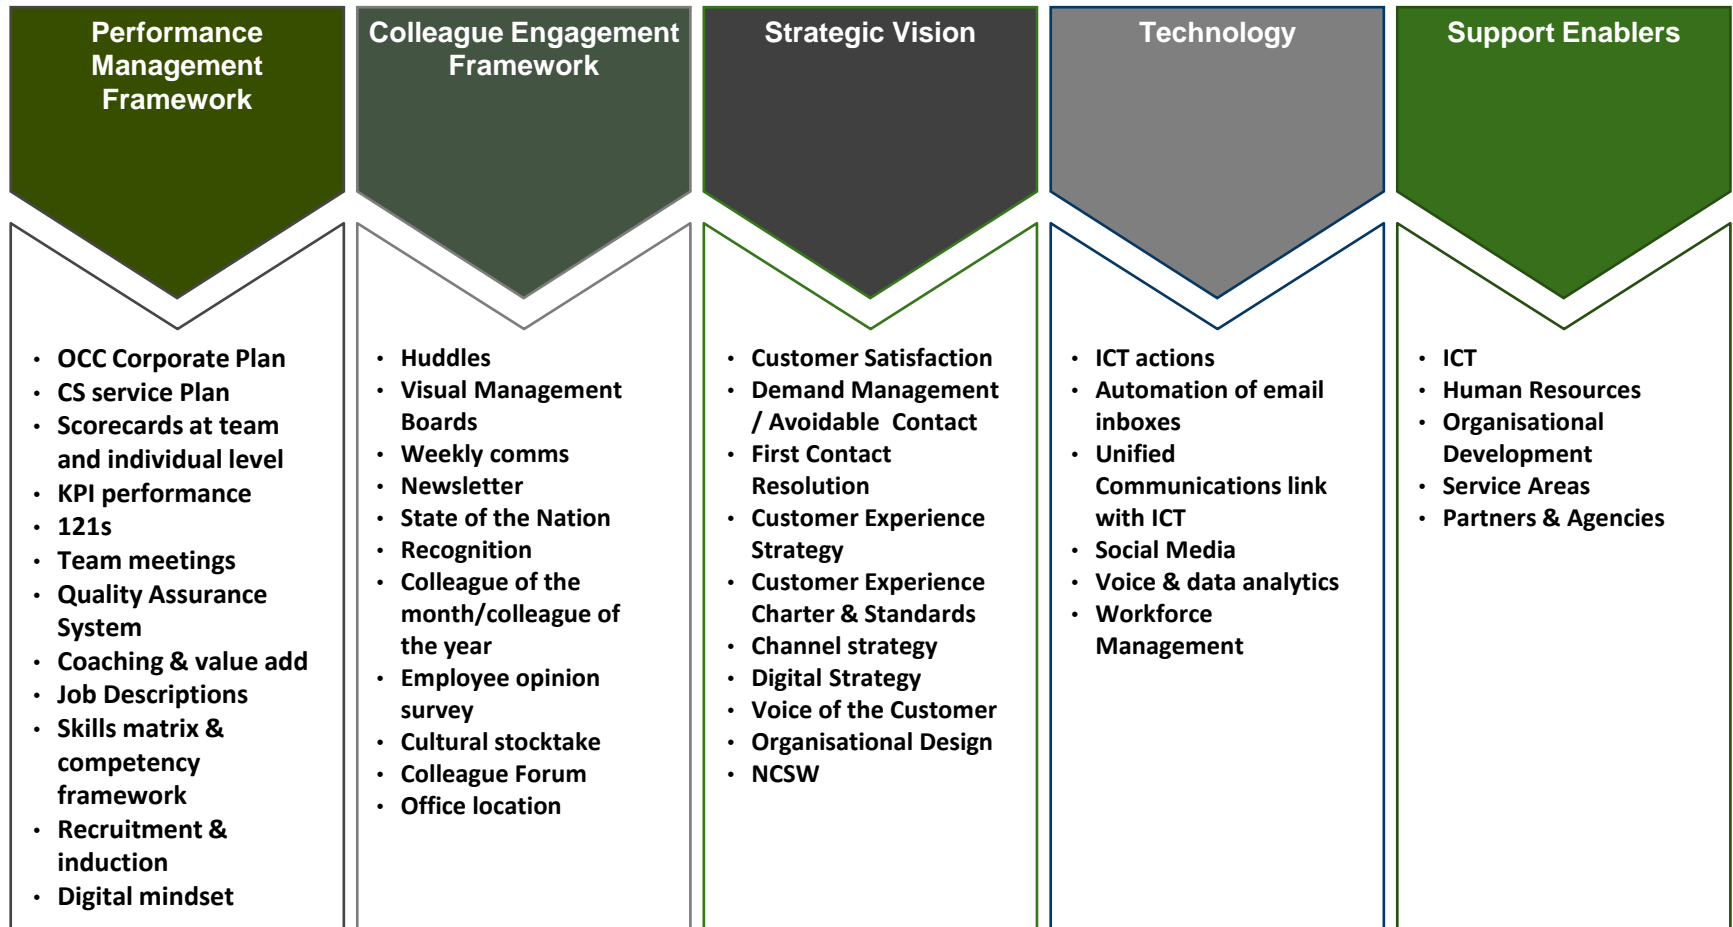 Performance
Management
Framework
• OCC Corporate Plan
• CS service Plan
• Scorecards at team
and individual level
• KPI performance
• 121s
• Team meetings
• Quality Assurance
System
• Coaching & value add
• Job Descriptions
• Skills matrix &
competency
framework
• Recruitment &
induction
• Digital mindset
Colleague Engagement
Framework
• Huddles
• Visual Management
Boards
• Weekly comms
• Newsletter
• State of the Nation
• Recognition
• Colleague of the
month/colleague of
the year
• Employee opinion
survey
• Cultural stocktake
• Colleague Forum
• Office location
Strategic Vision
• Customer Satisfaction
• Demand Management
/ Avoidable Contact
• First Contact
Resolution
• Customer Experience
Strategy
• Customer Experience
Charter & Standards
• Channel strategy
• Digital Strategy
• Voice of the Customer
• Organisational Design
• NCSW
Technology
• ICT actions
• Automation of email
inboxes
• Unified
Communications link
with ICT
• Social Media
• Voice & data analytics
• Workforce
Management
Support Enablers
• ICT
• Human Resources
• Organisational
Development
• Service Areas
• Partners & Agencies